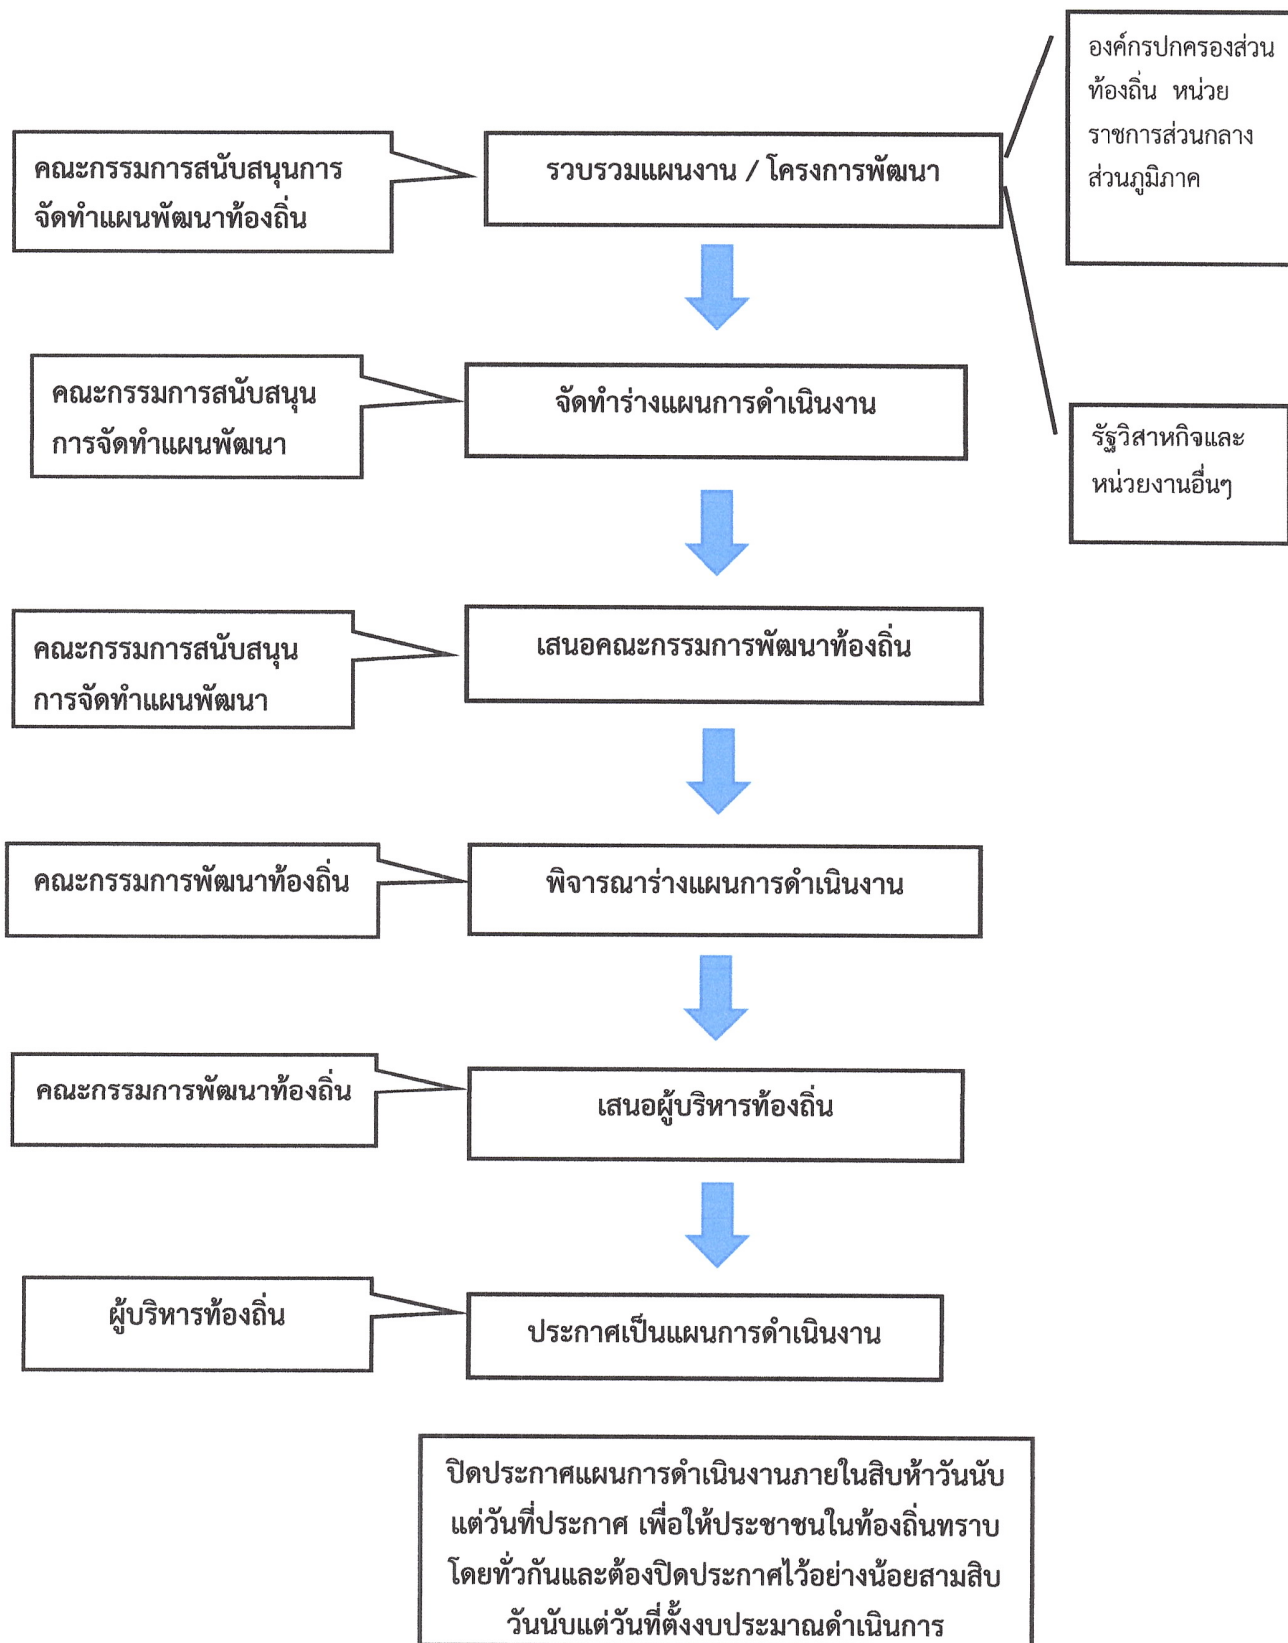 องค์กรปกครองส่วน
ท้องถิ่น หน่วย
ราชการส่วนกลาง
ส่วนภูมิภาค
คณะกรรมการสนับสนุนการ
จัดทำแผนพัฒนาท้องถิ่น
รวบรวมแผนงาน / โครงการพัฒนา
คณะกรรมการสนับสนุน
การจัดทำแผนพัฒนา
จัดทำร่างแผนการดำเนินงาน
รัฐวิสาหกิจและ
หน่วยงานอื่นๆ
คณะกรรมการสนับสนุน
การจัดทำแผนพัฒนา
เสนอคณะกรรมการพัฒนาท้องถิ่น
คณะกรรมการพัฒนาท้องถิ่น
พิจารณาร่างแผนการดำเนินงาน
คณะกรรมการพัฒนาท้องถิ่น
เสนอผู้บริหารท้องถิ่น
ผู้บริหารท้องถิ่น
ประกาศเป็นแผนการดำเนินงาน
ปิดประกาศแผนการดำเนินงานภายในสิบห้าวันนับ
แต่วันที่ประกาศ เพื่อให้ประชาชนในท้องถิ่นทราบ
โดยทั่วกันและต้องปิดประกาศไว้อย่างน้อยสามสิบ
วันนับแต่วันที่ตั้งงบประมาณดำเนินการ